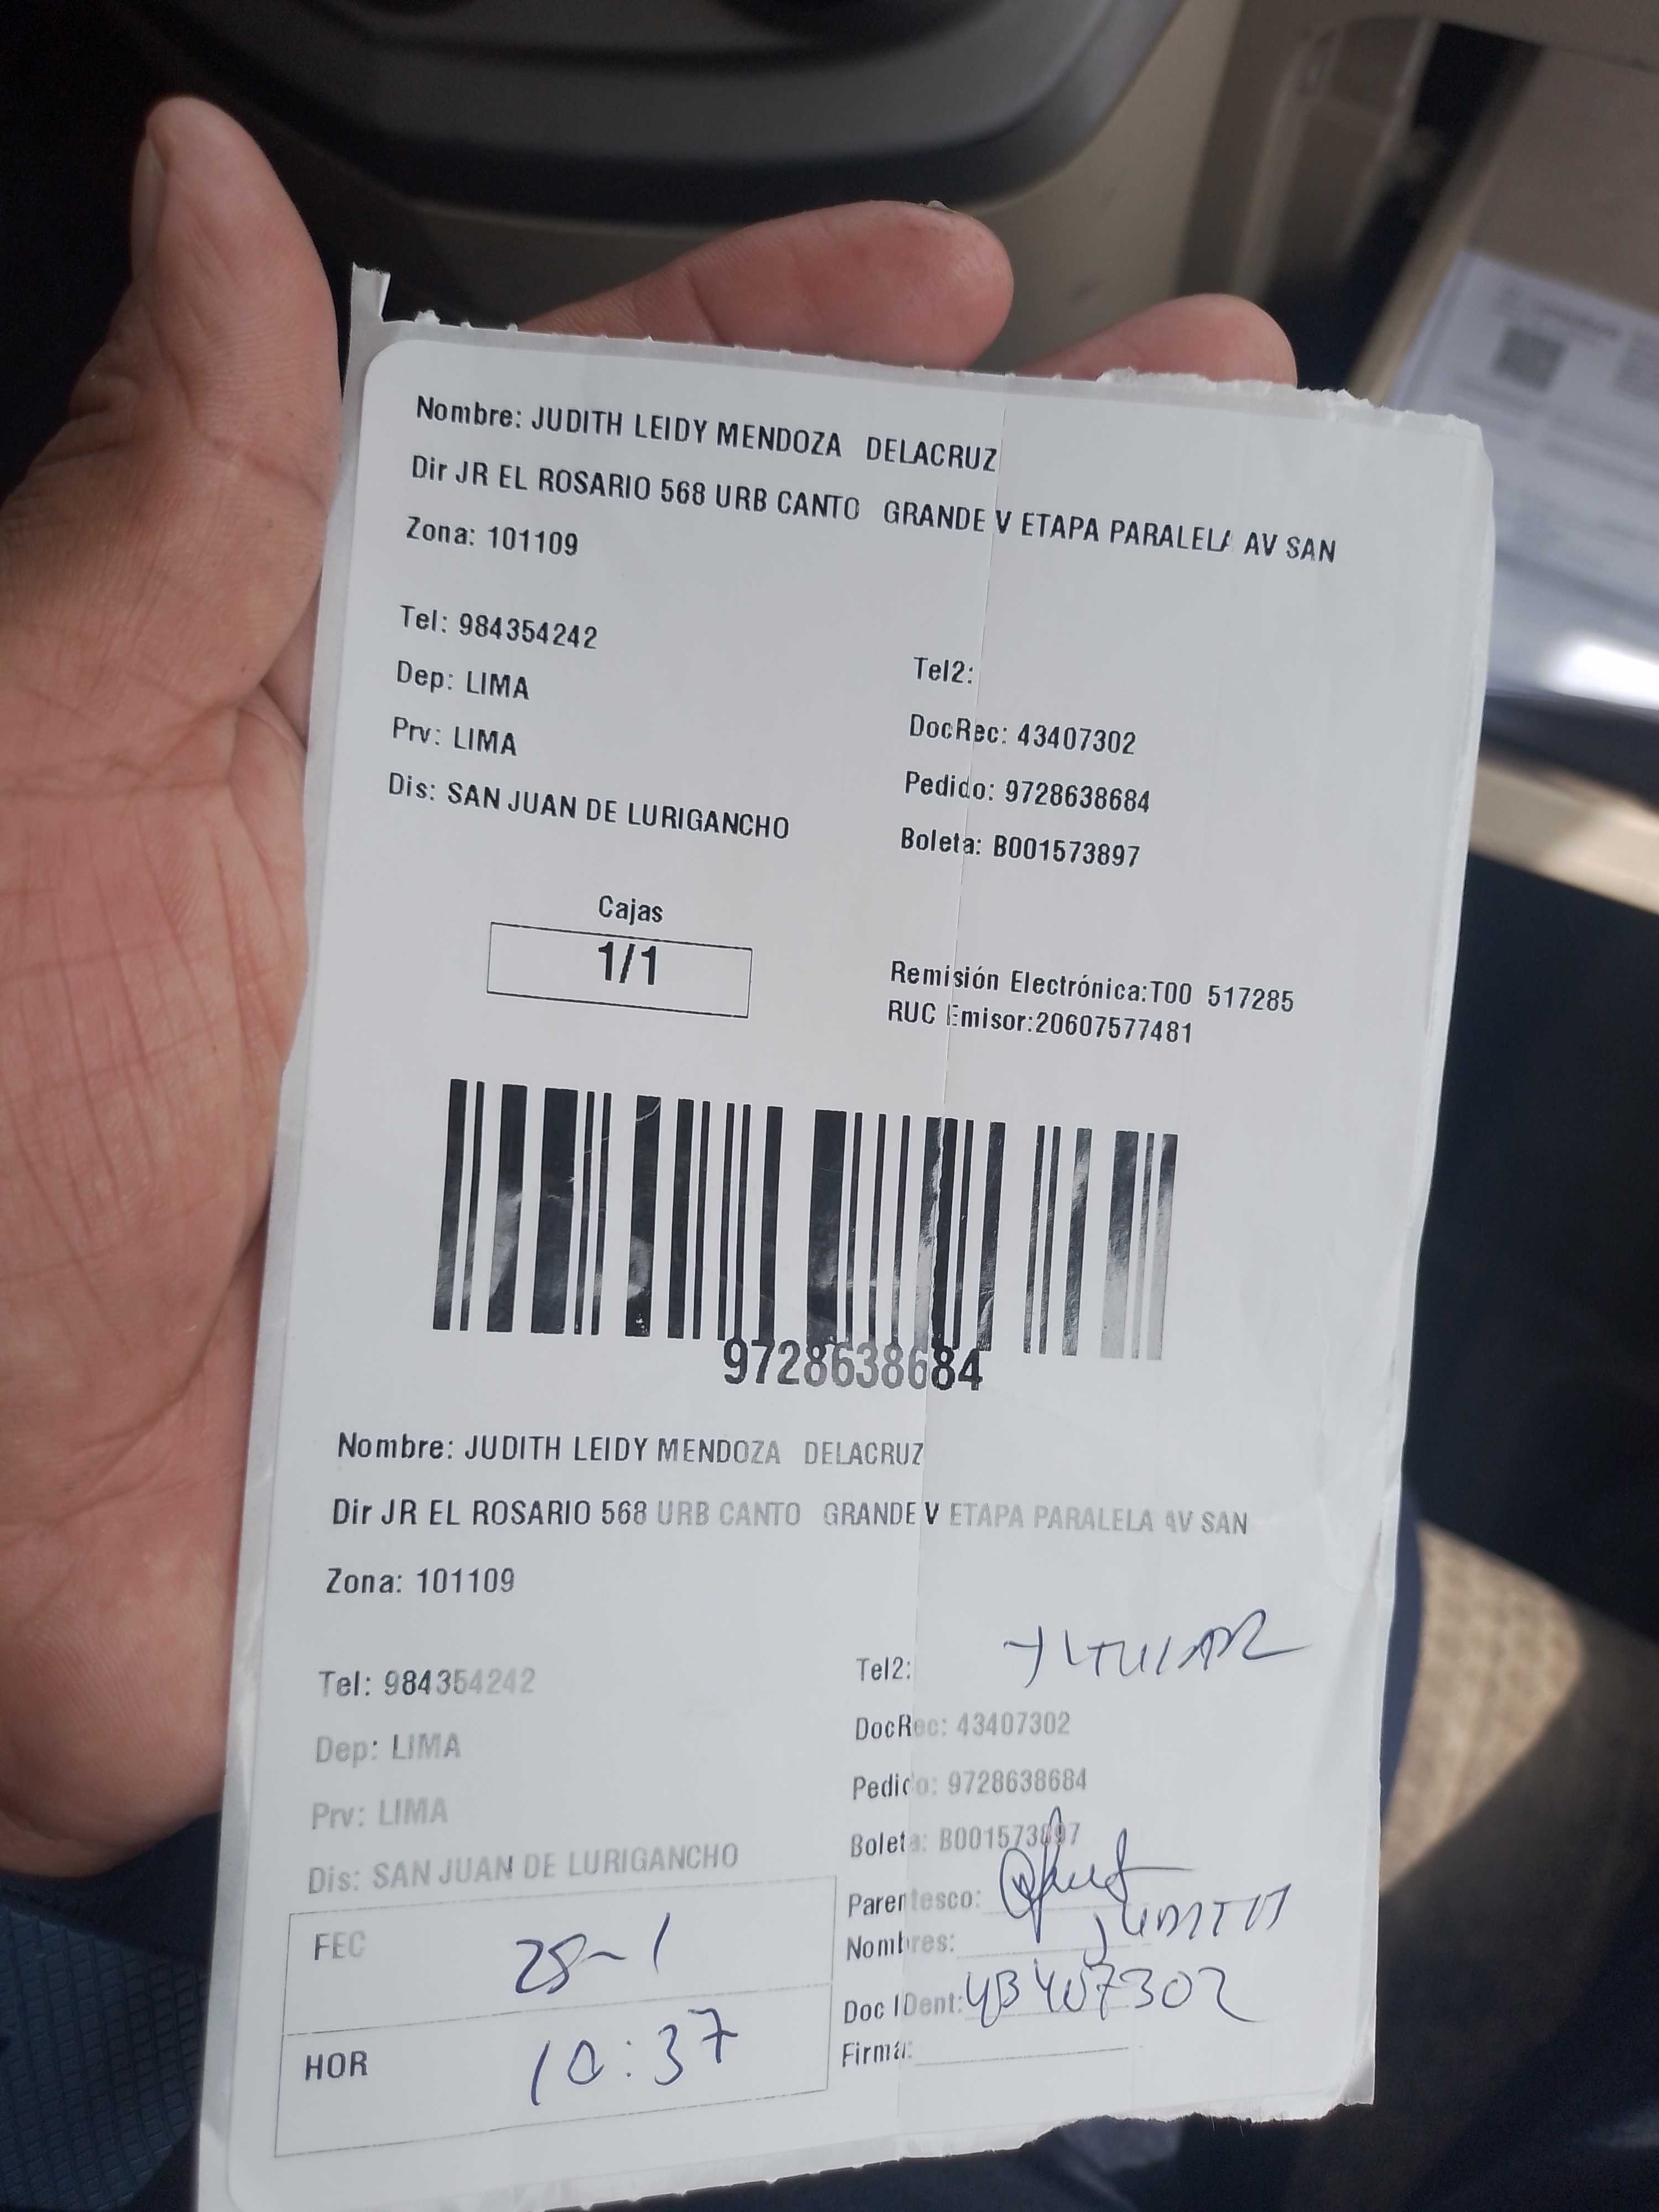 Nombre: JUDITH LEIDY MENDOZA DELACRUZ
Dir JR EL ROSARIO 568 URB CANTO GRANDE V ETAPA PARALELA AV SAN
Zona: 101109
Tel: 984354242
Tel2:
Dep: LIMA
DocRec: 43407302
Prv: LIMA
Pedido: 9728638684
Dis: SAN JUAN DE LURIGANCHO
Boleta: B001573897
Cajas
1/1
Remisión Electrónica:T00 517285
RUC Emisor:20607577481
9728638684
Nombre: JUDITH LEIDY MENDOZA DELACRUZ
Dir JR EL ROSARIO 568 URB CANTO GRANDE V ETAPA PARALELA AV SAN
Zona: 101109
TITULAR
Tel: 984354242
Tel2:
Dep: LIMA
DocRec: 43407302
Prv: LIMA
Pedido: 9728638684
Dis: SAN JUAN DE LURIGANCHO
Boleta: B001573897
Parentesco:
FEC 28-1
Nombres: JUDITH
Doc IDent: 43407302
HOR 10:37
Firma: